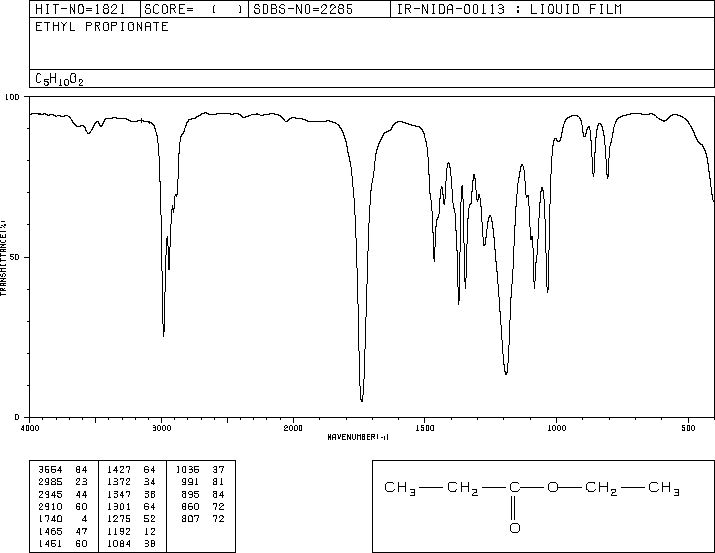 HIT-NO=1821 SCORE= ( ) SDBS-NO=2285 IR-NIDA-00113 : LIQUID FILM
ETHYL PROPIONATE
C5H10O2
100
50
0
TRANSMITTANCE(%)
4000 3000 2000 1500 1000 500
WAVENUMBER(-1)
3664 84 1427 64 1036 37
2985 23 1372 34 991 81
2945 44 1347 38 895 84
2910 60 1301 64 860 72
1740 4 1275 52 807 72
1465 47 1192 12
1451 60 1084 38
CH3 — CH2 — C — O — CH2 — CH3
O